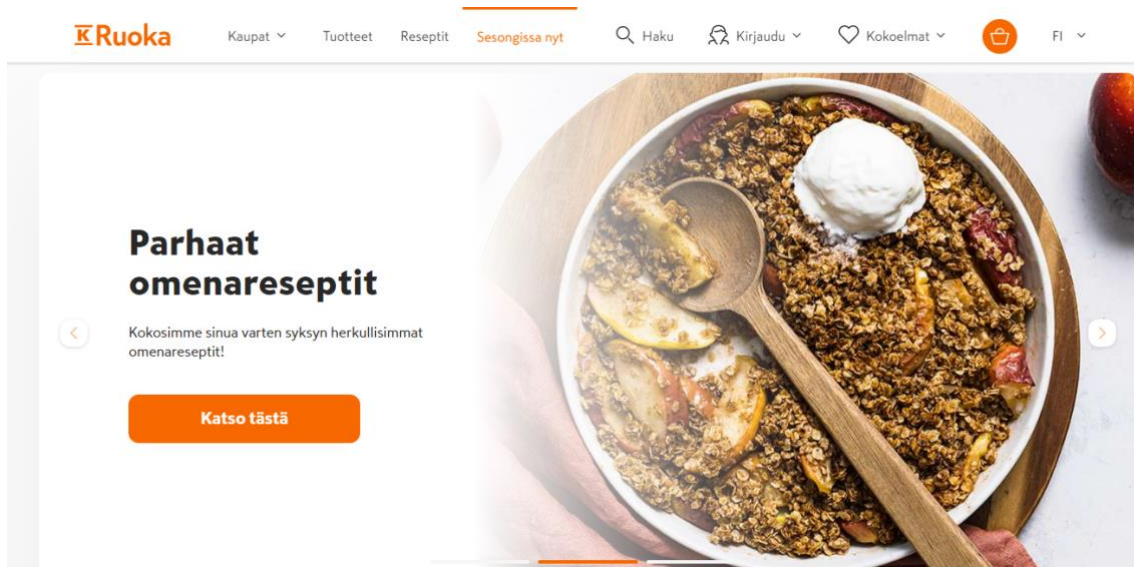 K Ruoka
Kaupat
Tuotteet
Reseptit
Sesongissa nyt
Haku
Kirjaudu
Kokoelmat
FI
Parhaat
omenareseptit
Kokosimme sinua varten syksyn herkullisimmat
omenareseptit!
Katso tästä